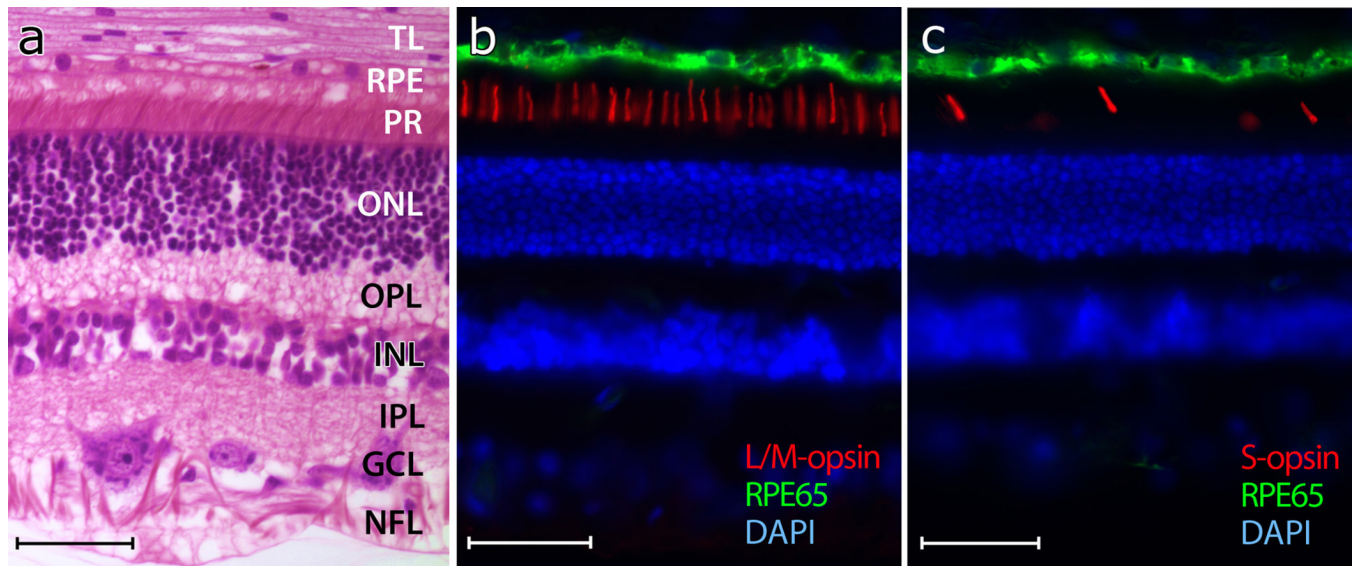 a
TL
RPE
PR
ONL
OPL
INL
IPL
GCL
NFL
b
L/M-opsin
RPE65
DAPI
c
S-opsin
RPE65
DAPI